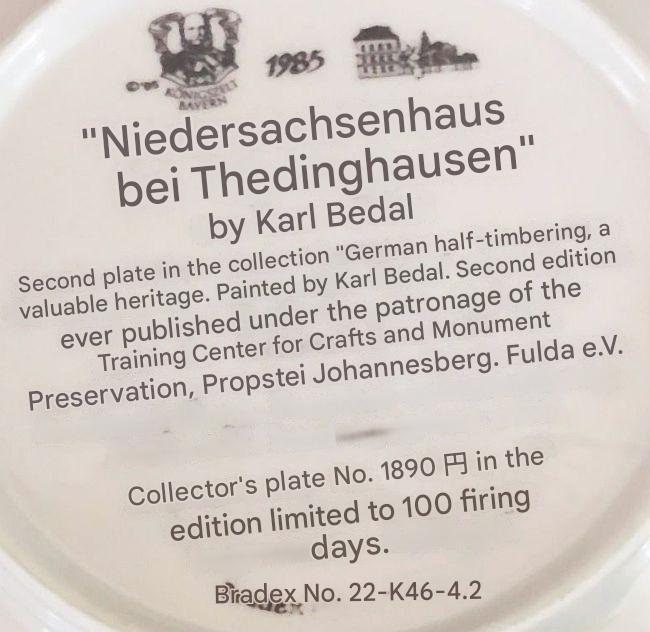 1985
©'85 KÖNIGSZELT
BAYERN
"Niedersachsenhaus
bei Thedinghausen"
by Karl Bedal
Second plate in the collection "German half-timbering, a
valuable heritage. Painted by Karl Bedal. Second edition
ever published under the patronage of the
Training Center for Crafts and Monument
Preservation, Propstei Johannesberg. Fulda e.V.
Collector's plate No. 1890 円 in the
edition limited to 100 firing
days.
Bradex No. 22-K46-4.2